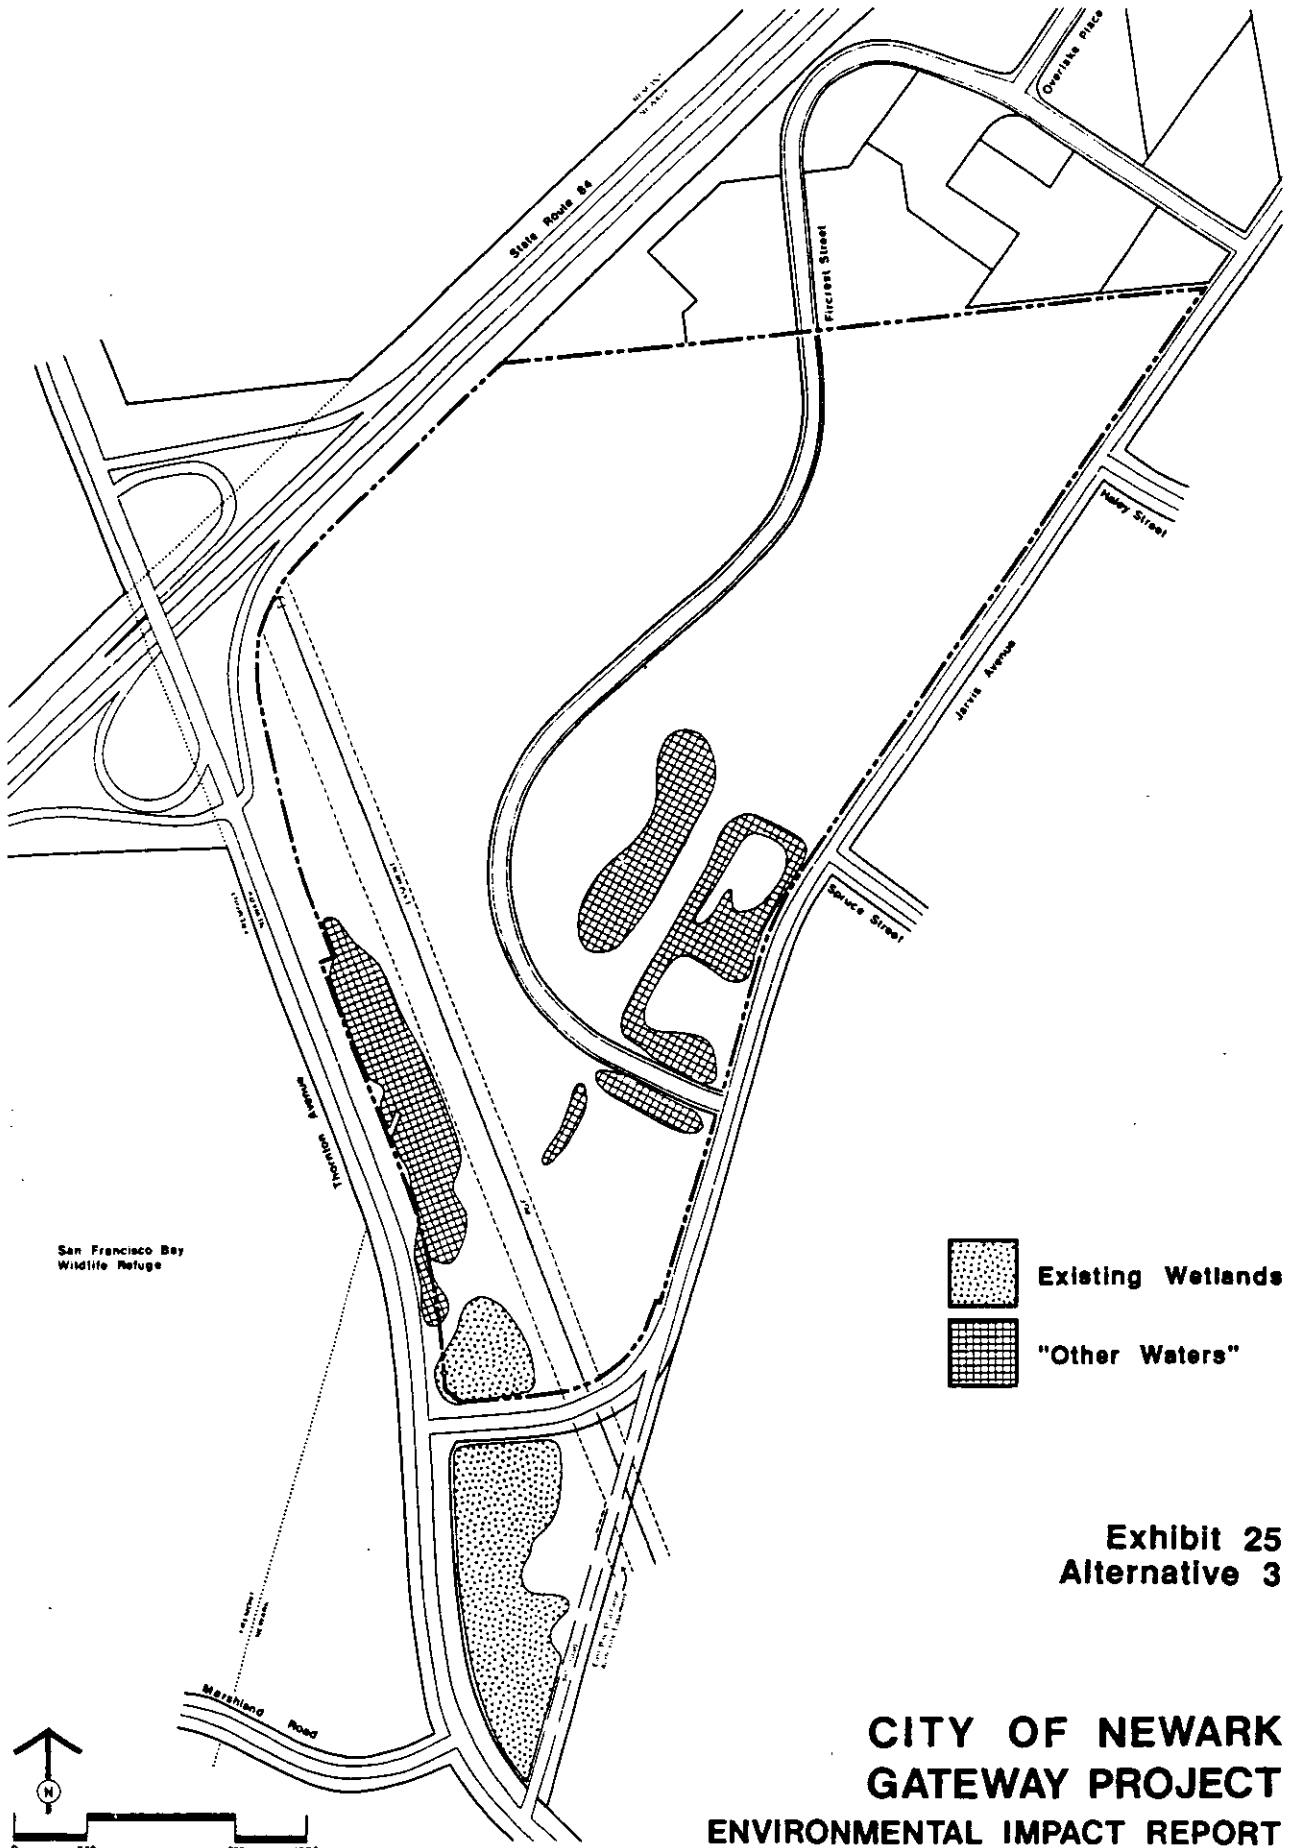 Overlake Place
State Route 84
Fircrest Street
Haley Street
Jarvis Avenue
Spruce Street
Thornton Avenue
San Francisco Bay
Wildlife Refuge
Existing Wetlands
"Other Waters"
Exhibit 25
Alternative 3
Marshland Road
N
CITY OF NEWARK
GATEWAY PROJECT
ENVIRONMENTAL IMPACT REPORT